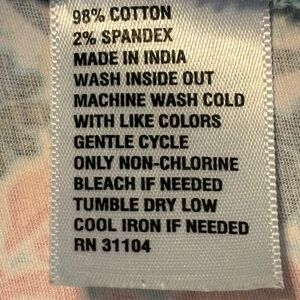 98% COTTON
2% SPANDEX
MADE IN INDIA
WASH INSIDE OUT
MACHINE WASH COLD
WITH LIKE COLORS
GENTLE CYCLE
ONLY NON-CHLORINE
BLEACH IF NEEDED
TUMBLE DRY LOW
COOL IRON IF NEEDED
RN 31104